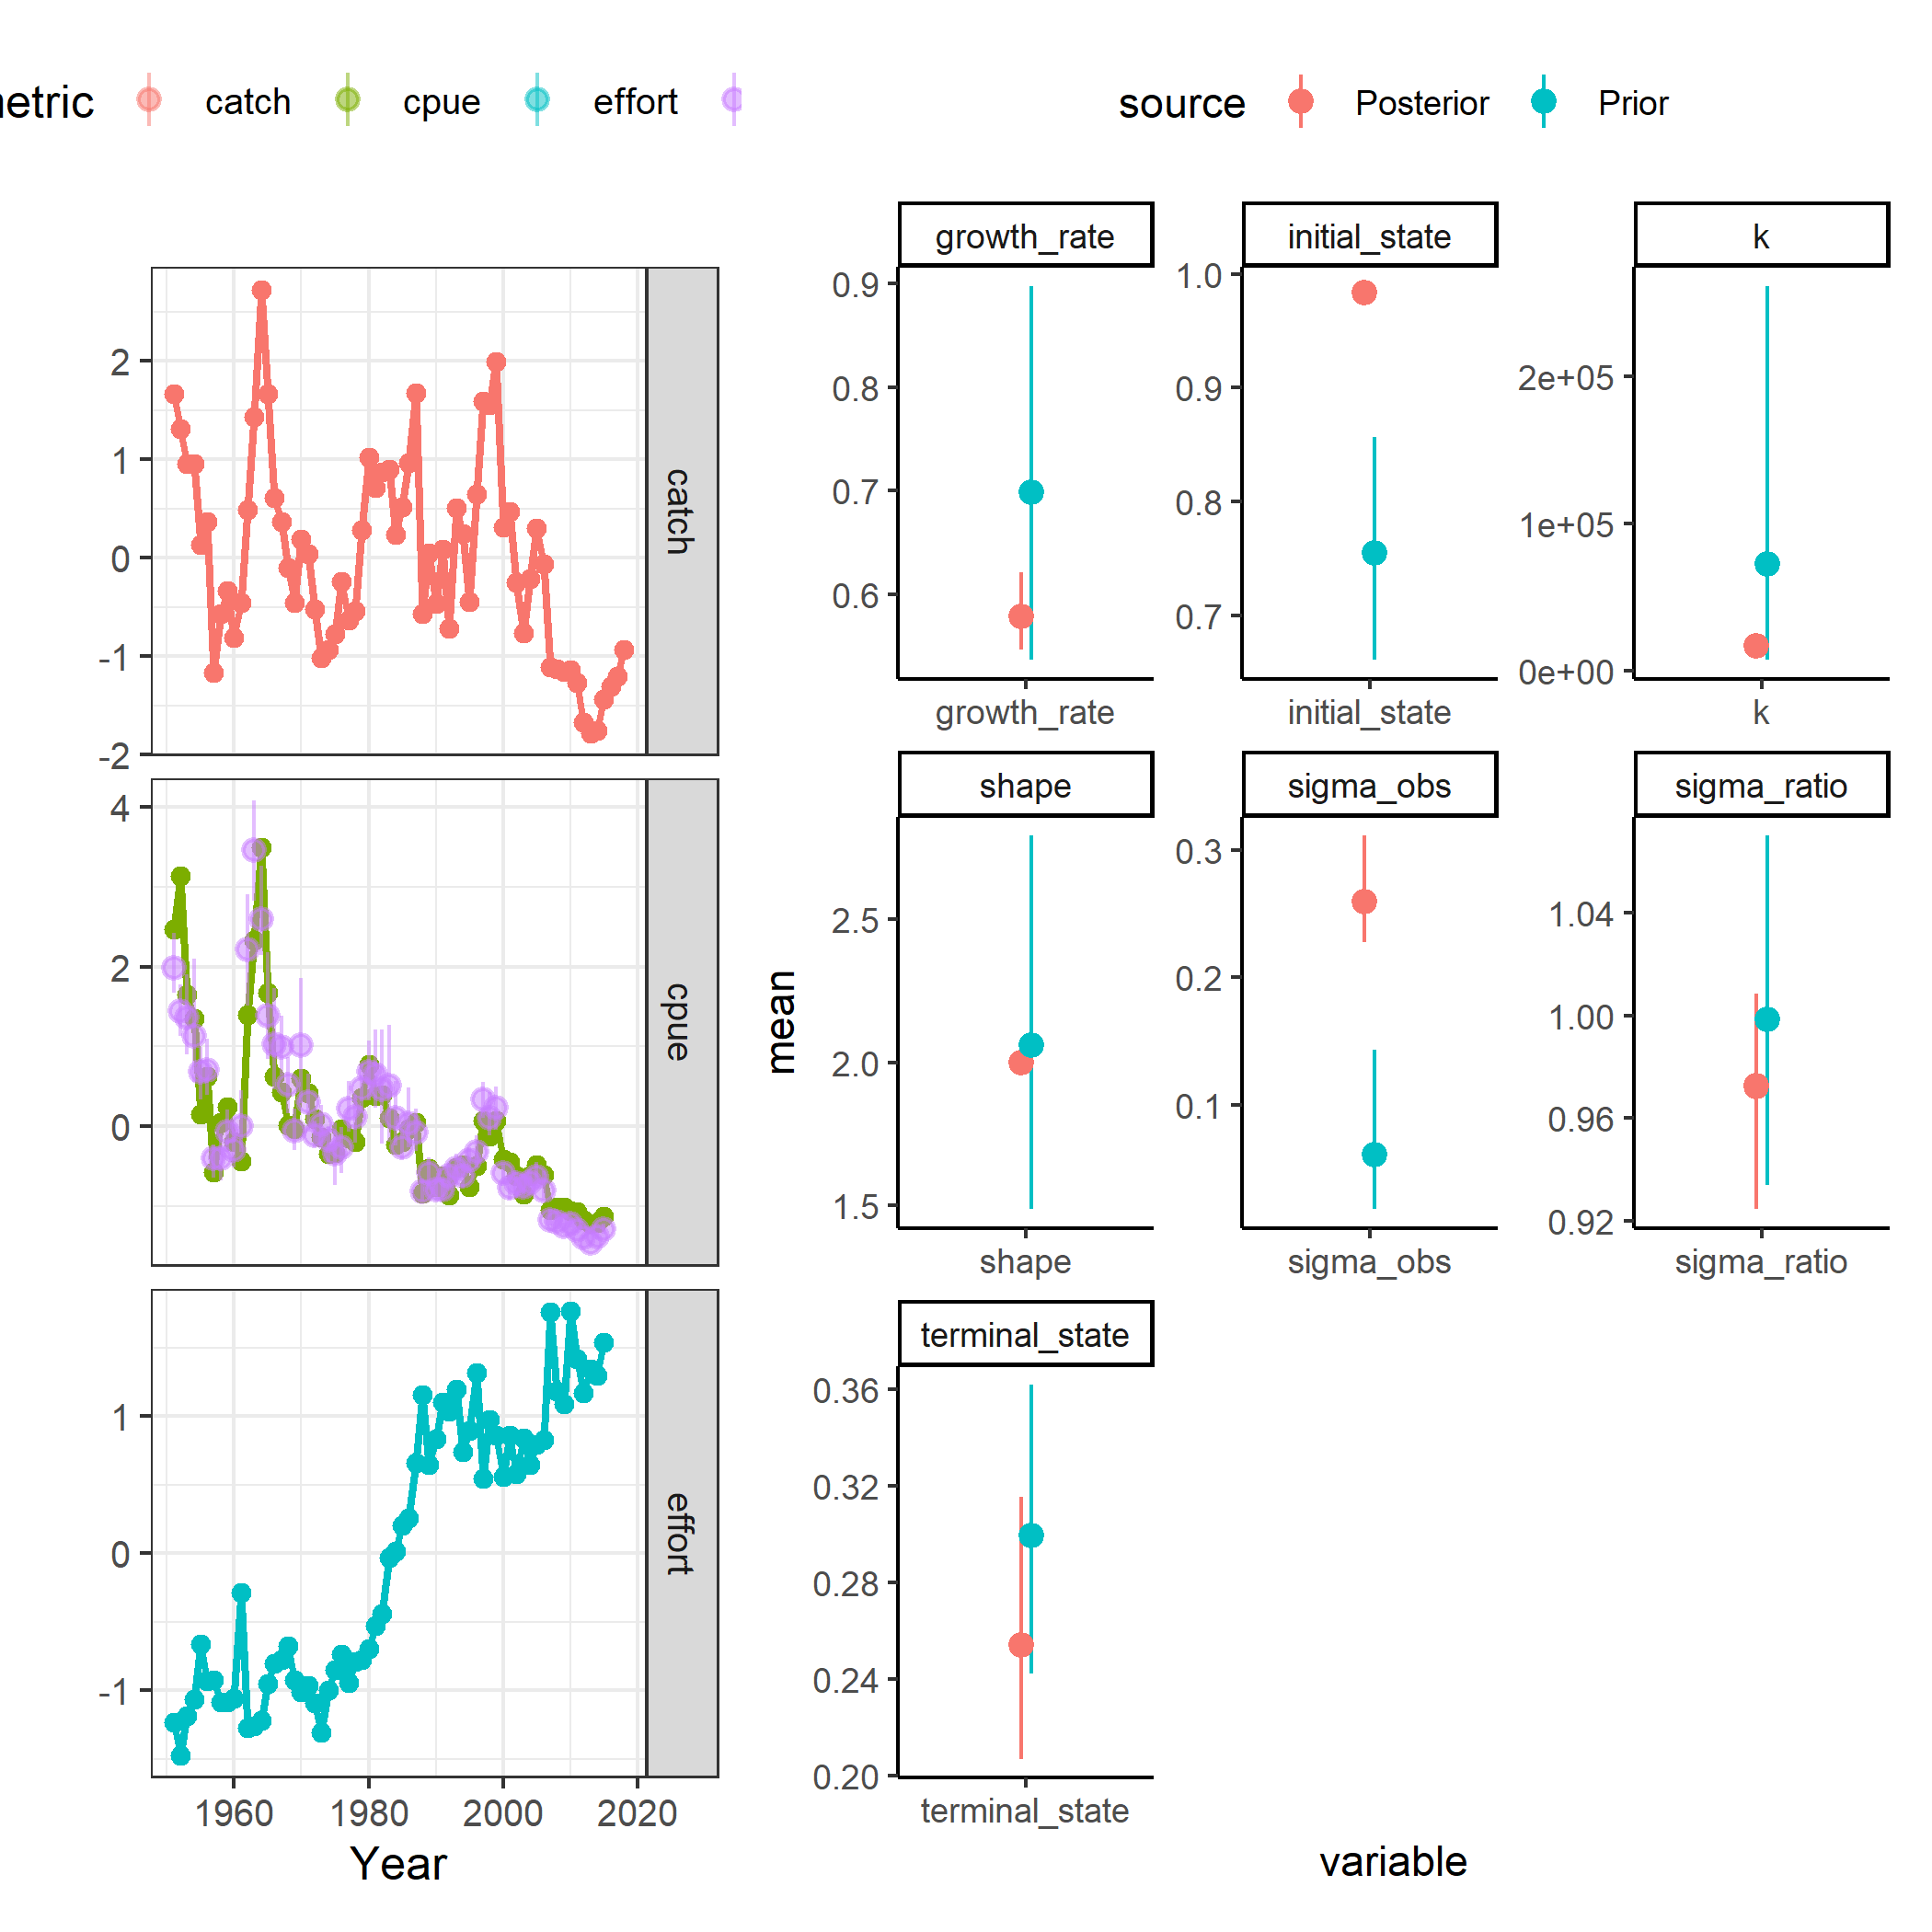 etric catch cpue effort
source Posterior Prior
growth_rate initial_state k
catch
2
1
0
-1
-2
cpue
4
2
0
effort
1
0
-1
1960 1980 2000 2020
Year
mean
0.9
0.8
0.7
0.6
growth_rate
1.0
0.9
0.8
0.7
initial_state
2e+05
1e+05
0e+00
k
shape sigma_obs sigma_ratio
2.5
2.0
1.5
shape
0.3
0.2
0.1
sigma_obs
1.04
1.00
0.96
0.92
sigma_ratio
terminal_state
0.36
0.32
0.28
0.24
0.20
terminal_state
variable